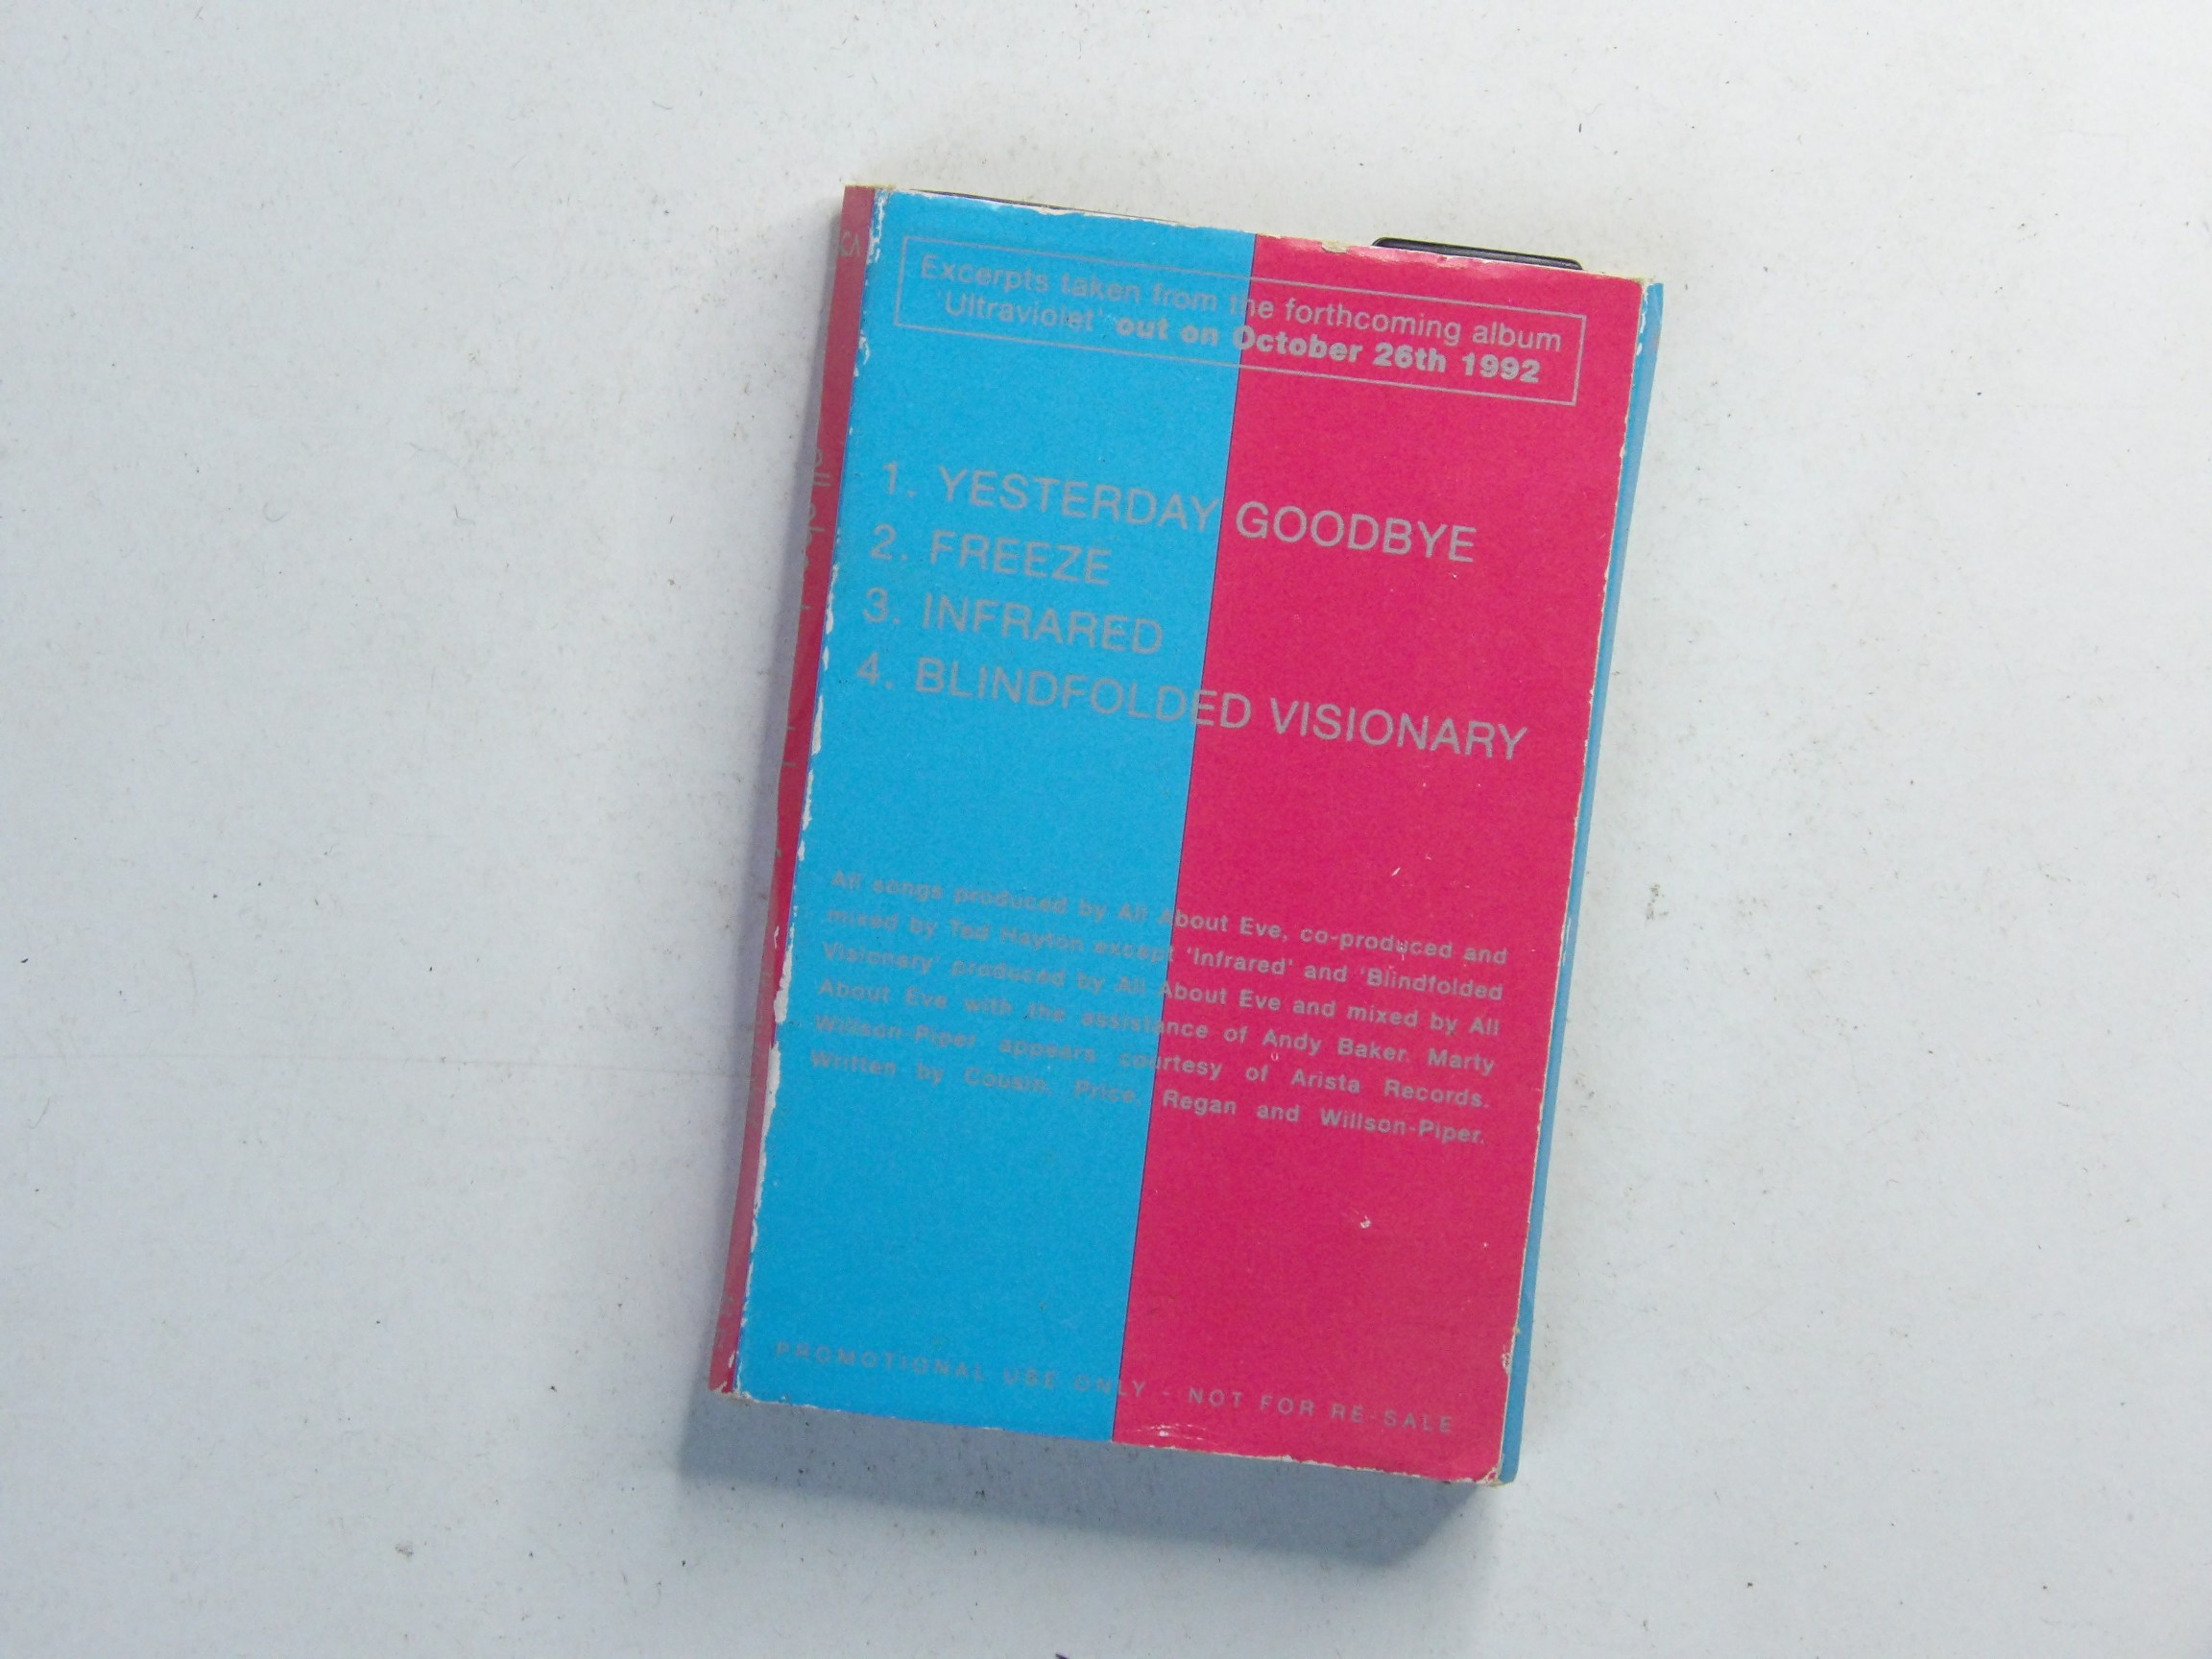 Excerpts taken from the forthcoming album
'Ultraviolet' out on October 26th 1992
1. YESTERDAY GOODBYE
2. FREEZE
3. INFRARED
4. BLINDFOLDED VISIONARY
All songs produced by All About Eve, co-produced and
mixed by Ted Hayton except 'Infrared' and 'Blindfolded
Visionary' produced by All About Eve and mixed by All
About Eve with the assistance of Andy Baker. Marty
Willson-Piper appears courtesy of Arista Records.
Written by Cousin, Price, Regan and Willson-Piper.
PROMOTIONAL USE ONLY - NOT FOR RE-SALE